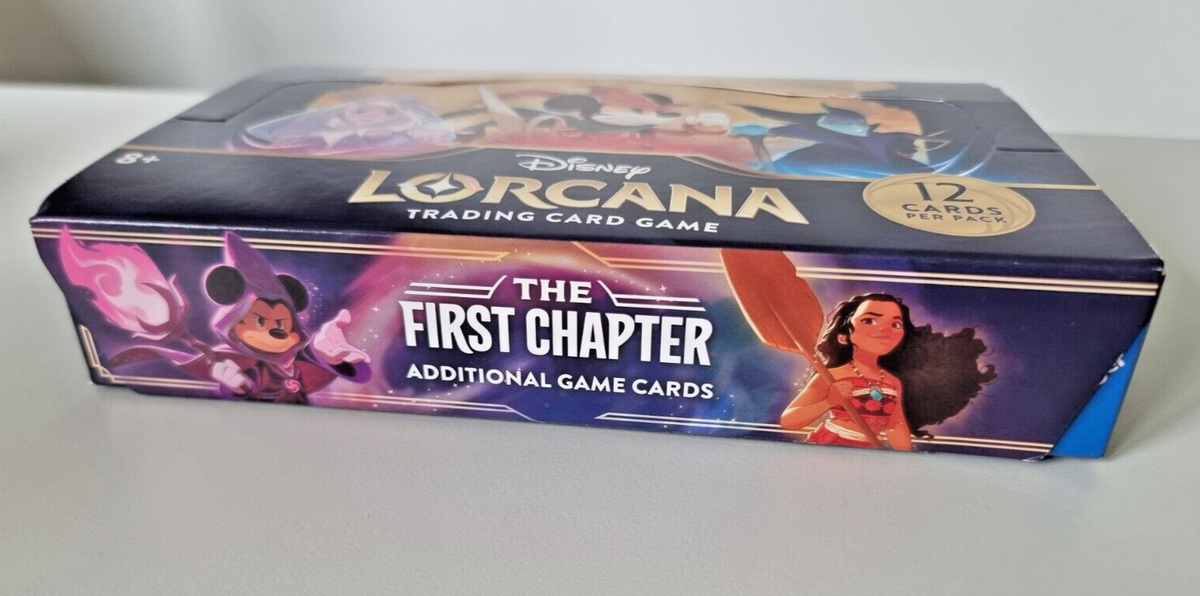 8+
Disney
LORCANA
TRADING CARD GAME
12
CARDS
PER PACK
THE
FIRST CHAPTER
ADDITIONAL GAME CARDS